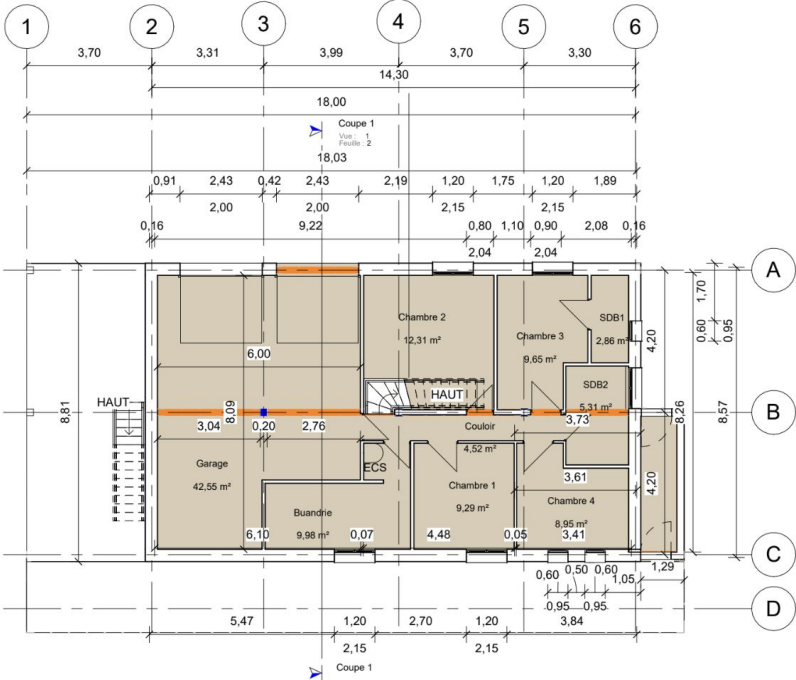 1 2 3 4 5 6
3,70 3,31 3,99 3,70 3,30
14,30
18,00
Coupe 1
Vue : 1
Feuille : 2
18,03
0,91 2,43 0,42 2,43 2,19 1,20 1,75 1,20 1,89
2,00 2,00 2,15 2,15
0,16 9,22 0,80 1,10 0,90 2,08 0,16
2,04 2,04
A
1,70
0,60
0,95
4,20
Chambre 2
12,31 m²
Chambre 3
9,65 m²
SDB1
2,86 m²
6,00
8,81
HAUT
8,09
HAUT
SDB2
5,31 m²
8,26
8,57
B
3,04 0,20 2,76
Couloir
4,52 m²
3,73
Garage
42,55 m²
ECS
Chambre 1
9,29 m²
3,61
Chambre 4
8,95 m²
4,20
Buandrie
9,98 m²
6,10 0,07 4,48 0,05 3,41
C
0,60 0,50 0,60 1,05 1,29
0,95 0,95
D
5,47 1,20 2,70 1,20 3,84
2,15 2,15
Coupe 1